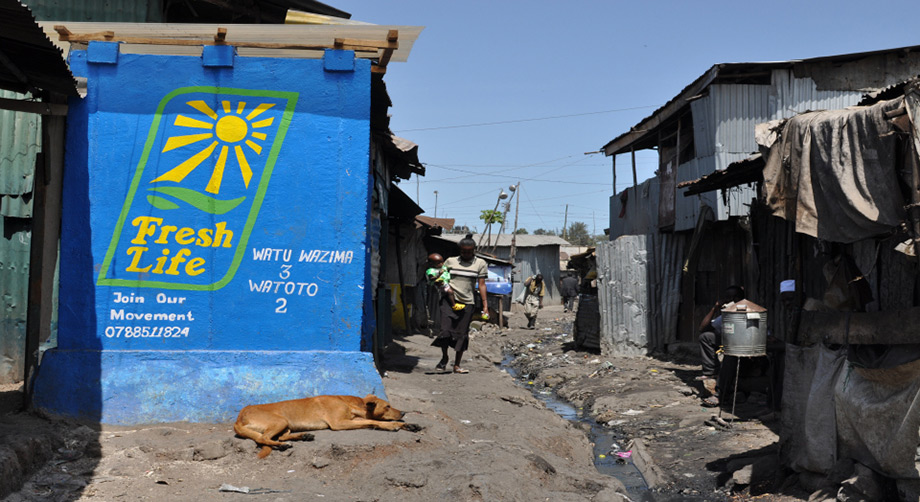 Fresh
Life
Join Our
Movement
0788511824
WATU WAZIMA
3
WATOTO
2